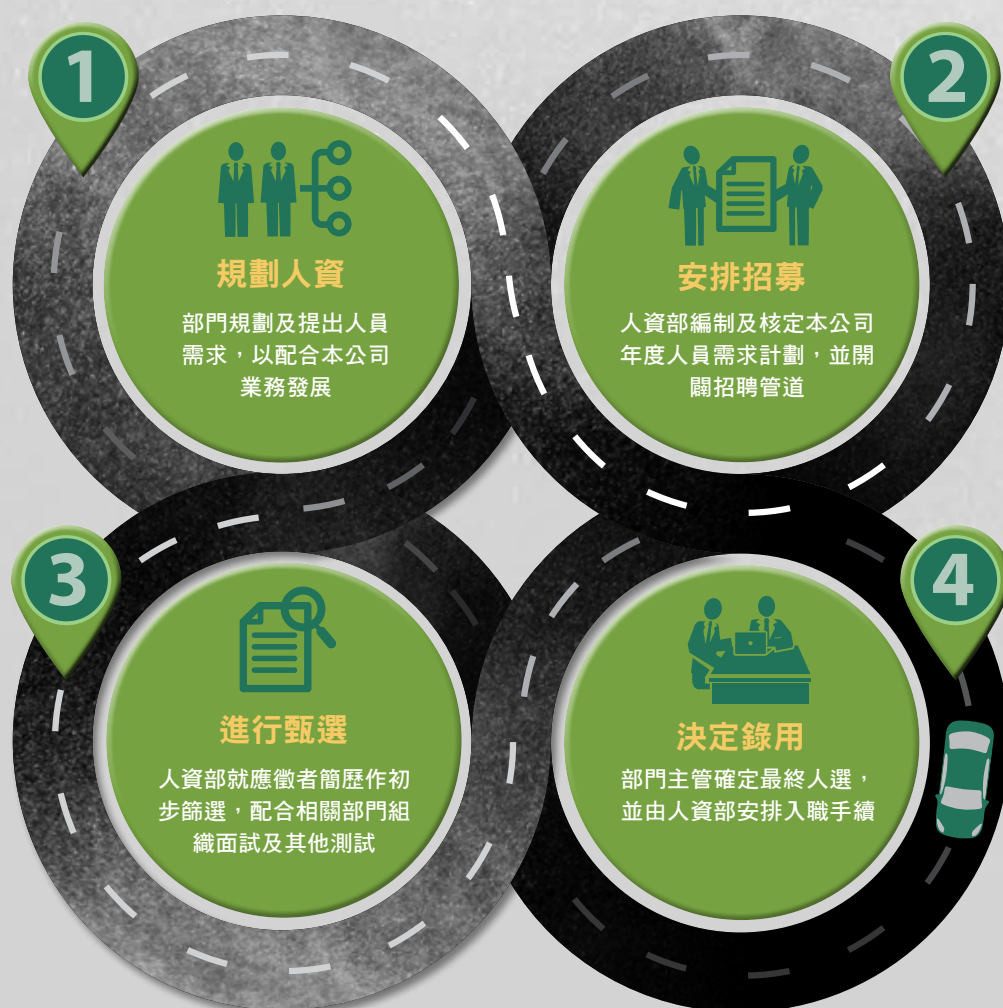 1
規劃人資
部門規劃及提出人員
需求，以配合本公司
業務發展
2
安排招募
人資部編制及核定本公司
年度人員需求計劃，並開
闢招聘管道
3
進行甄選
人資部就應徵者簡歷作初
步篩選，配合相關部門組
織面試及其他測試
4
決定錄用
部門主管確定最終人選，
並由人資部安排入職手續